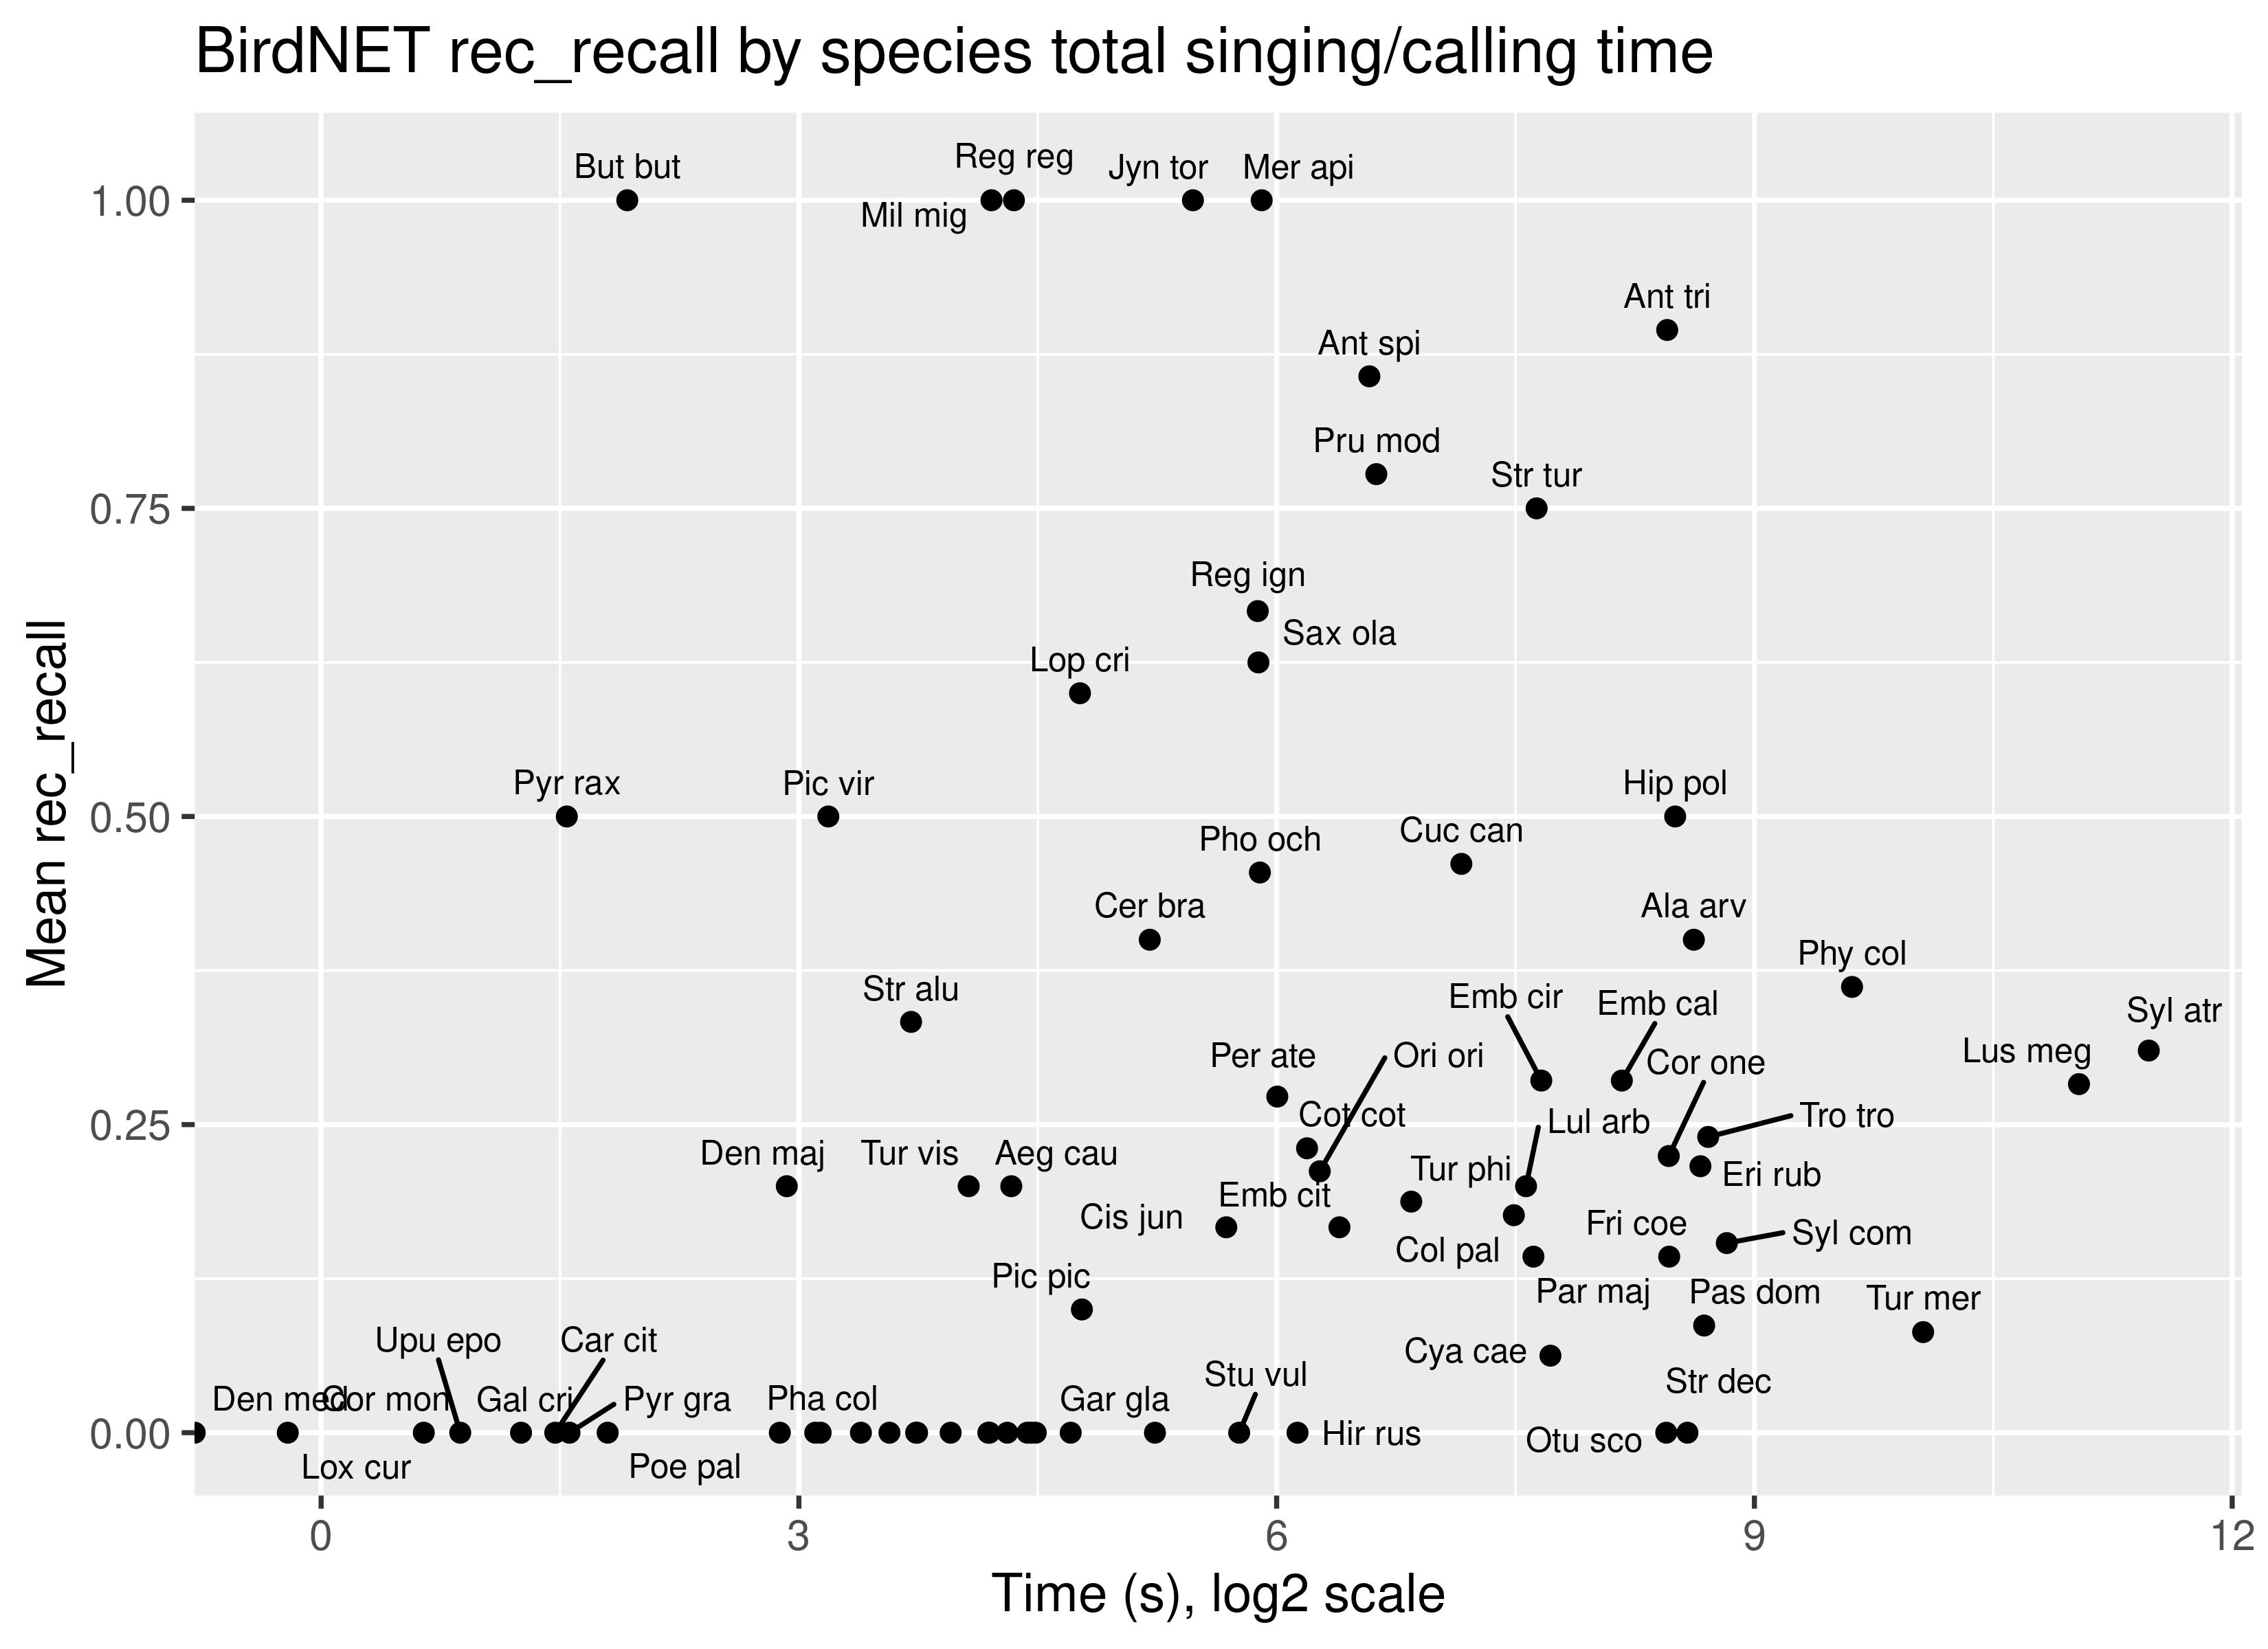 BirdNET rec_recall by species total singing/calling time
Mean rec_recall
1.00
0.75
0.50
0.25
0.00
But but
Reg reg
Jyn tor
Mer api
Mil mig
Ant tri
Ant spi
Pru mod
Str tur
Reg ign
Sax ola
Lop cri
Pyr rax
Pic vir
Hip pol
Cuc can
Pho och
Cer bra
Ala arv
Phy col
Str alu
Emb cir
Emb cal
Syl atr
Per ate
Ori ori
Cor one
Lus meg
Cot cot
Lul arb
Tro tro
Den maj
Tur vis
Aeg cau
Tur phi
Eri rub
Emb cit
Cis jun
Fri coe
Syl com
Col pal
Pic pic
Par maj
Pas dom
Tur mer
Upu epo
Car cit
Cya cae
Stu vul
Str dec
Den med
Cor mon
Gal cri
Pyr gra
Pha col
Gar gla
Hir rus
Otu sco
Lox cur
Poe pal
0
3
6
9
12
Time (s), log2 scale